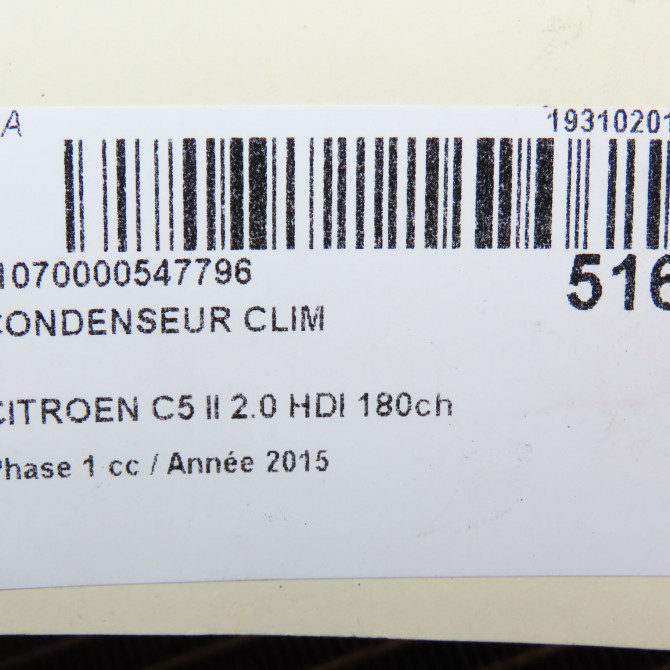 A 19310201
1070000547796 516
CONDENSEUR CLIM
CITROEN C5 II 2.0 HDI 180ch
Phase 1 cc / Année 2015